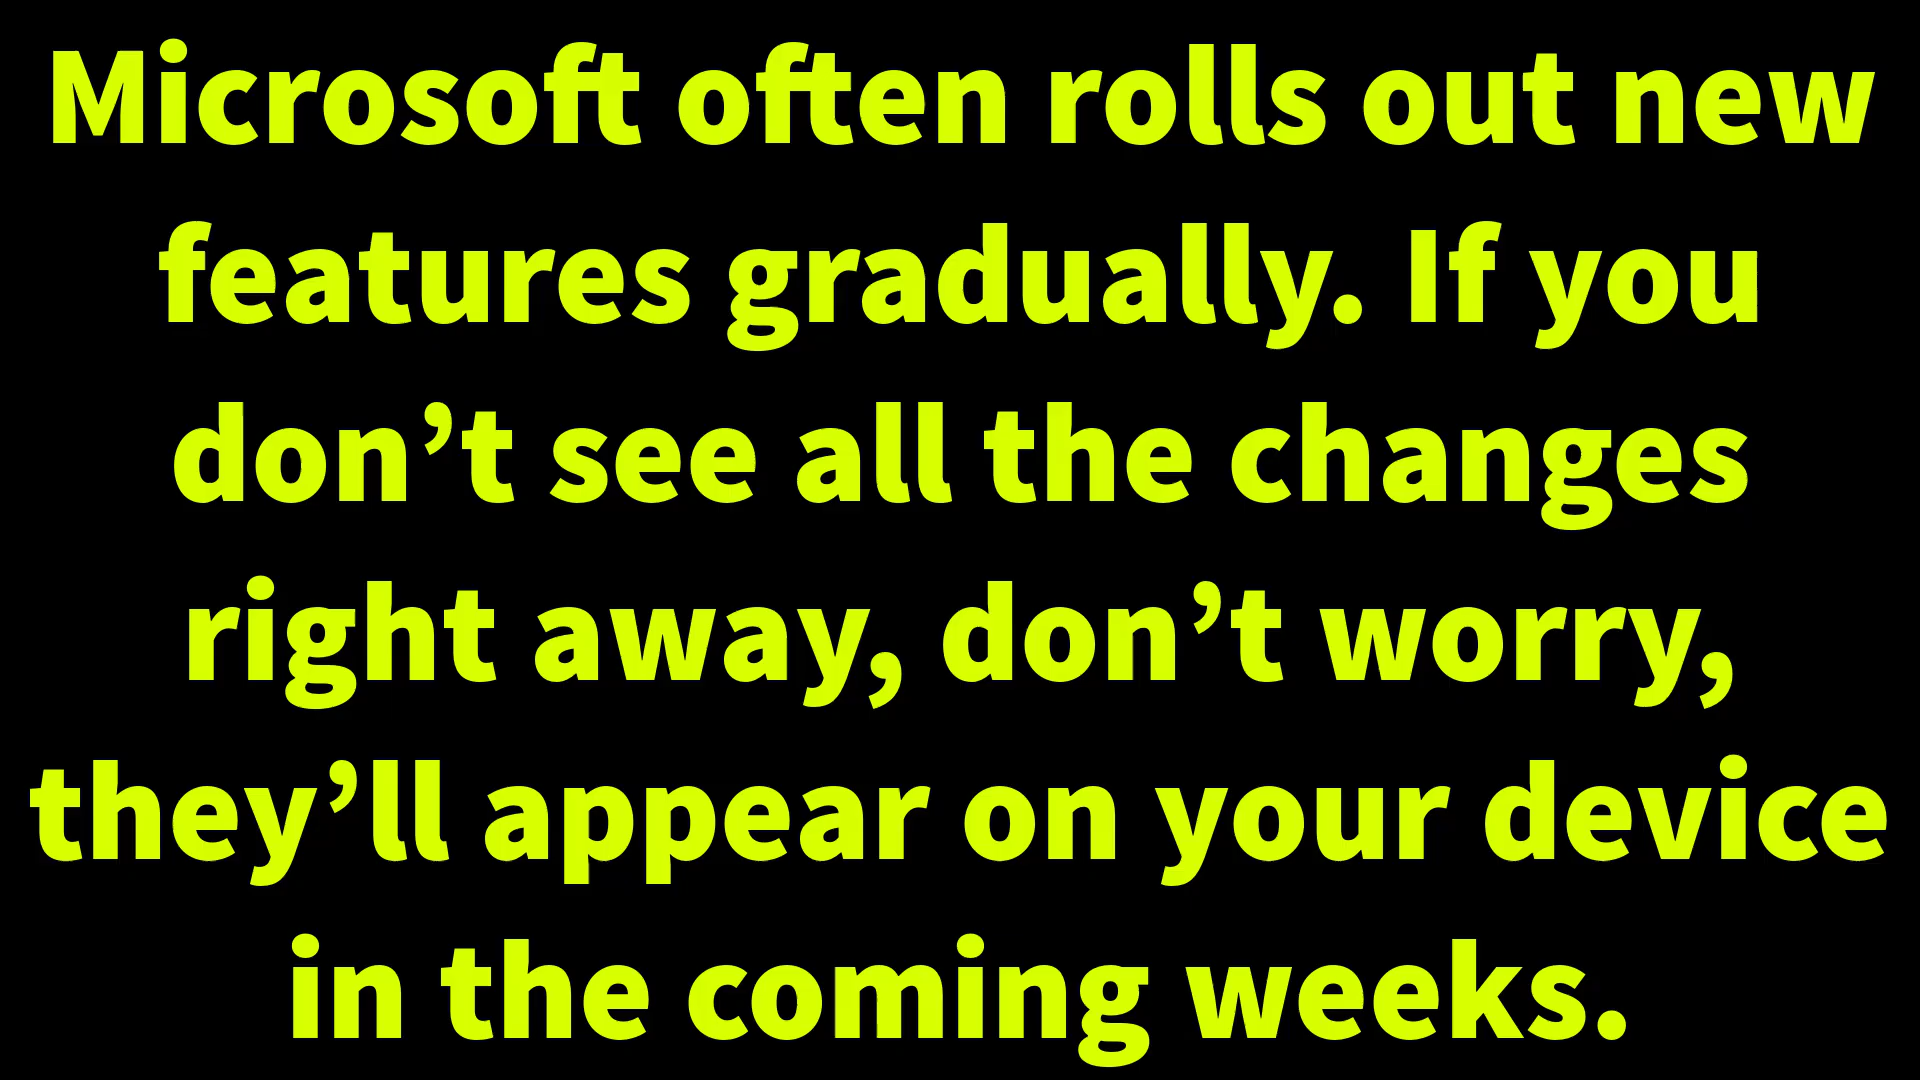 Microsoft often rolls out new
features gradually. If you
don’t see all the changes
right away, don’t worry,
they’ll appear on your device
in the coming weeks.